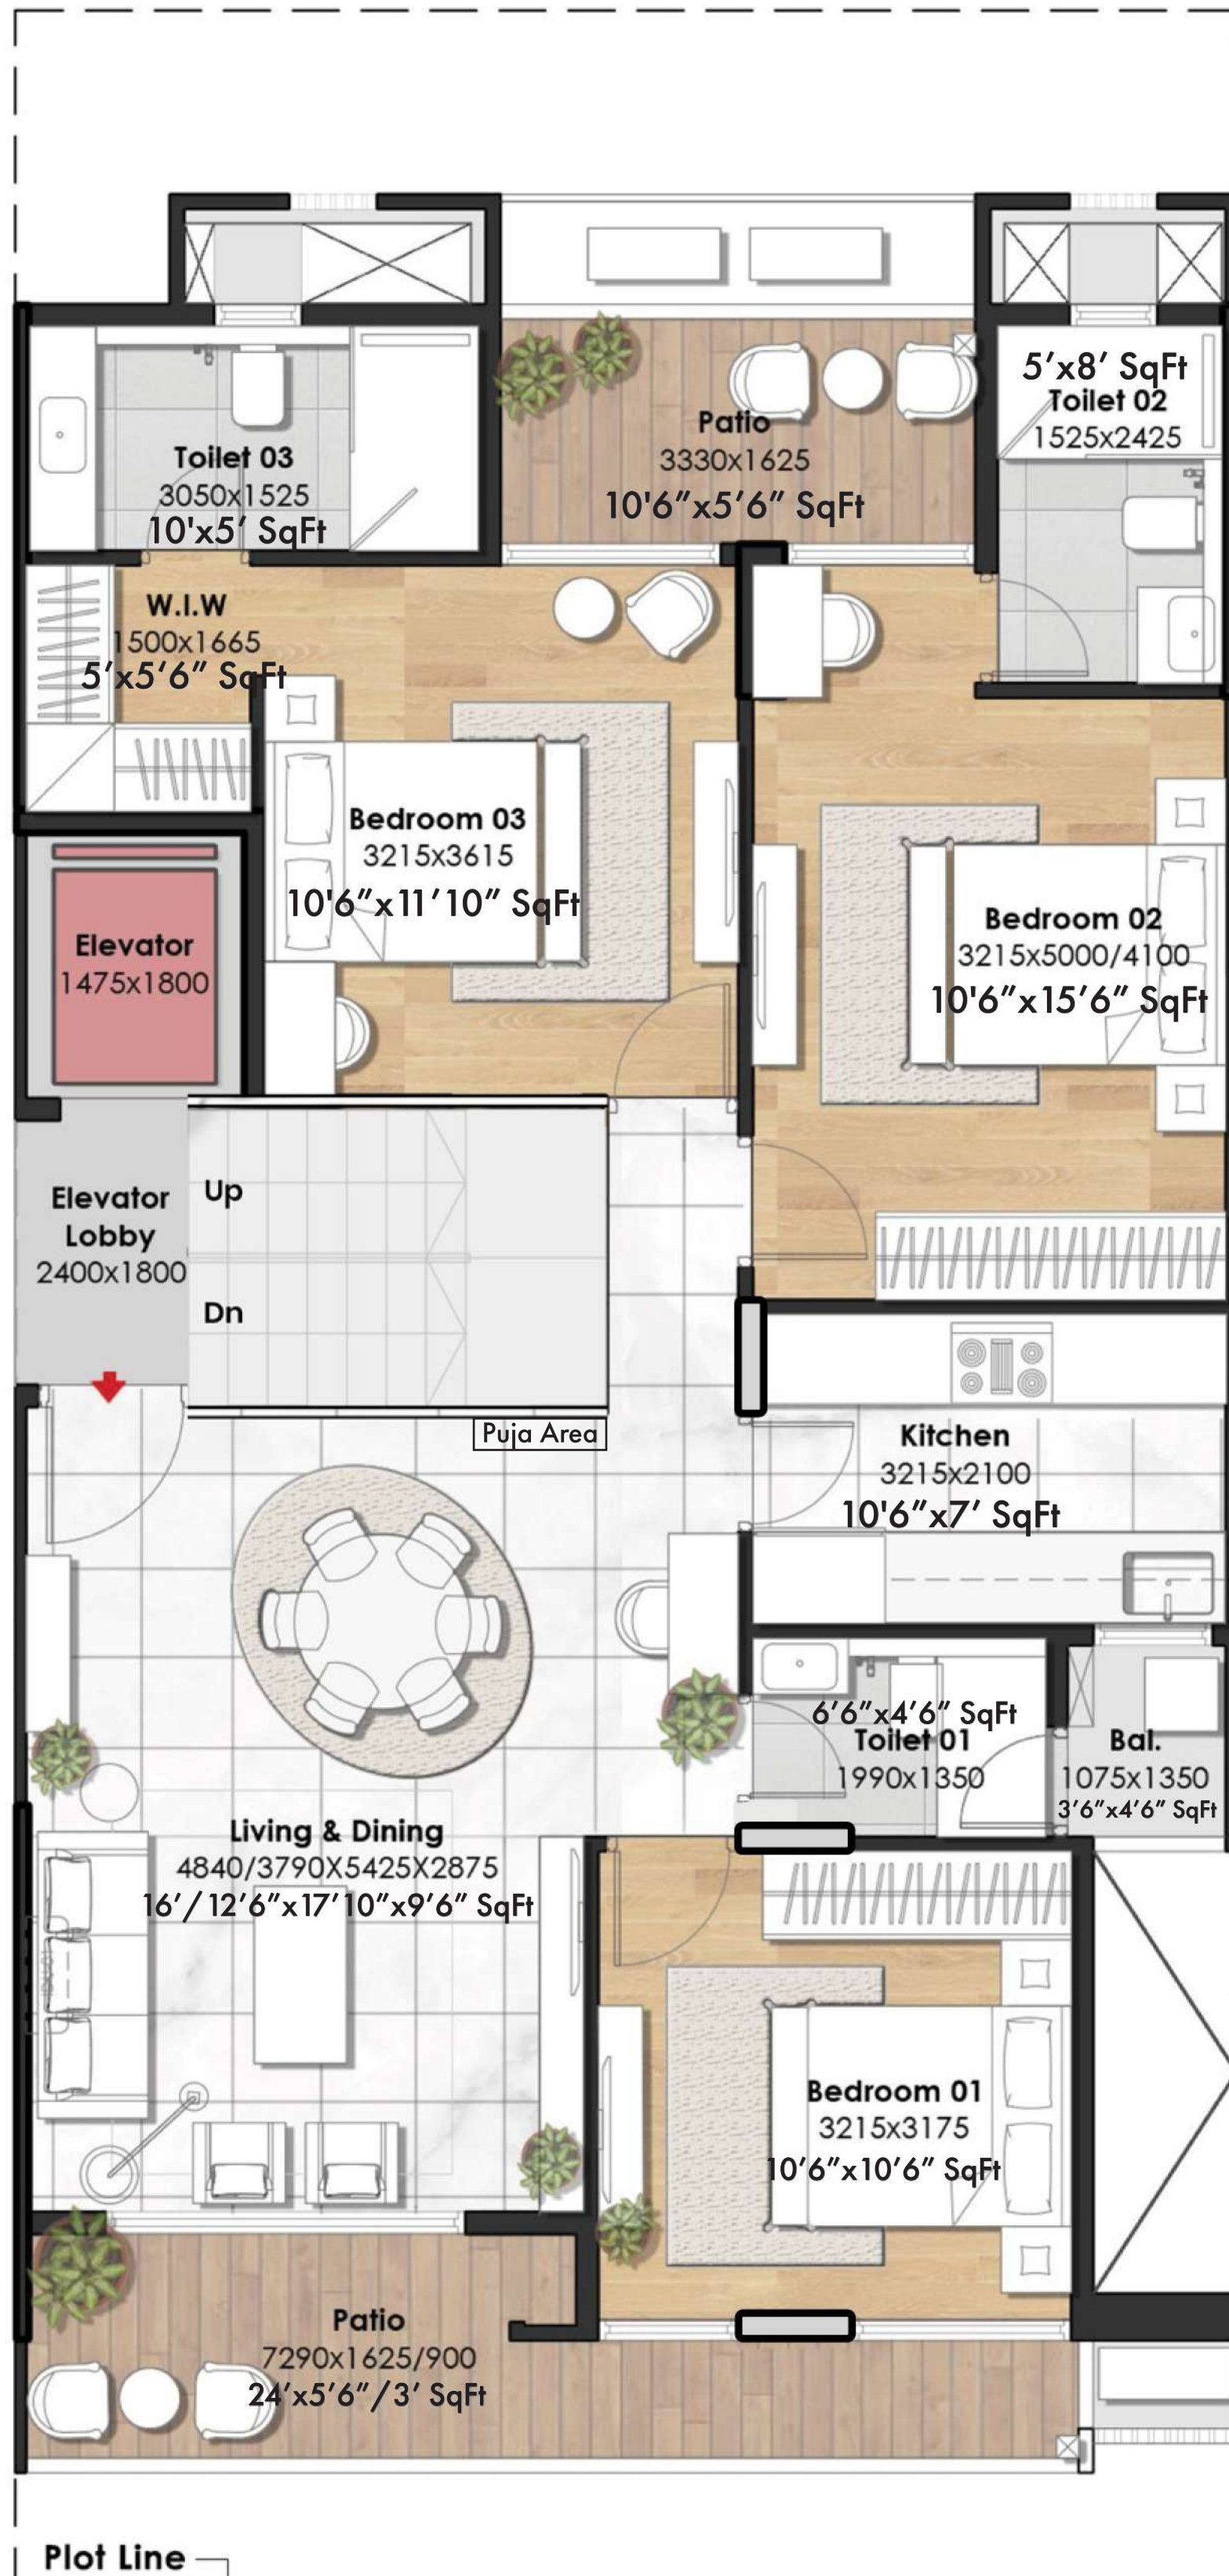 5’x8’ SqFt
Toilet 02
1525x2425
Patio
3330x1625
10'6”x5’6” SqFt
Toilet 03
3050x1525
10'x5’ SqFt
W.I.W
1500x1665
5’x5’6” SqFt
Bedroom 03
3215x3615
10'6”x11’10” SqFt
Bedroom 02
3215x5000/4100
10'6”x15’6” SqFt
Elevator
1475x1800
Elevator
Lobby
2400x1800
Up
Dn
Puja Area
Kitchen
3215x2100
10'6”x7’ SqFt
6’6”x4’6” SqFt
Toilet 01
1990x1350
Bal.
1075x1350
3’6”x4’6” SqFt
Living & Dining
4840/3790X5425X2875
16’/12’6”x17’10”x9’6” SqFt
Bedroom 01
3215x3175
10’6”x10’6” SqFt
Patio
7290x1625/900
24’x5’6”/3’ SqFt
Plot Line